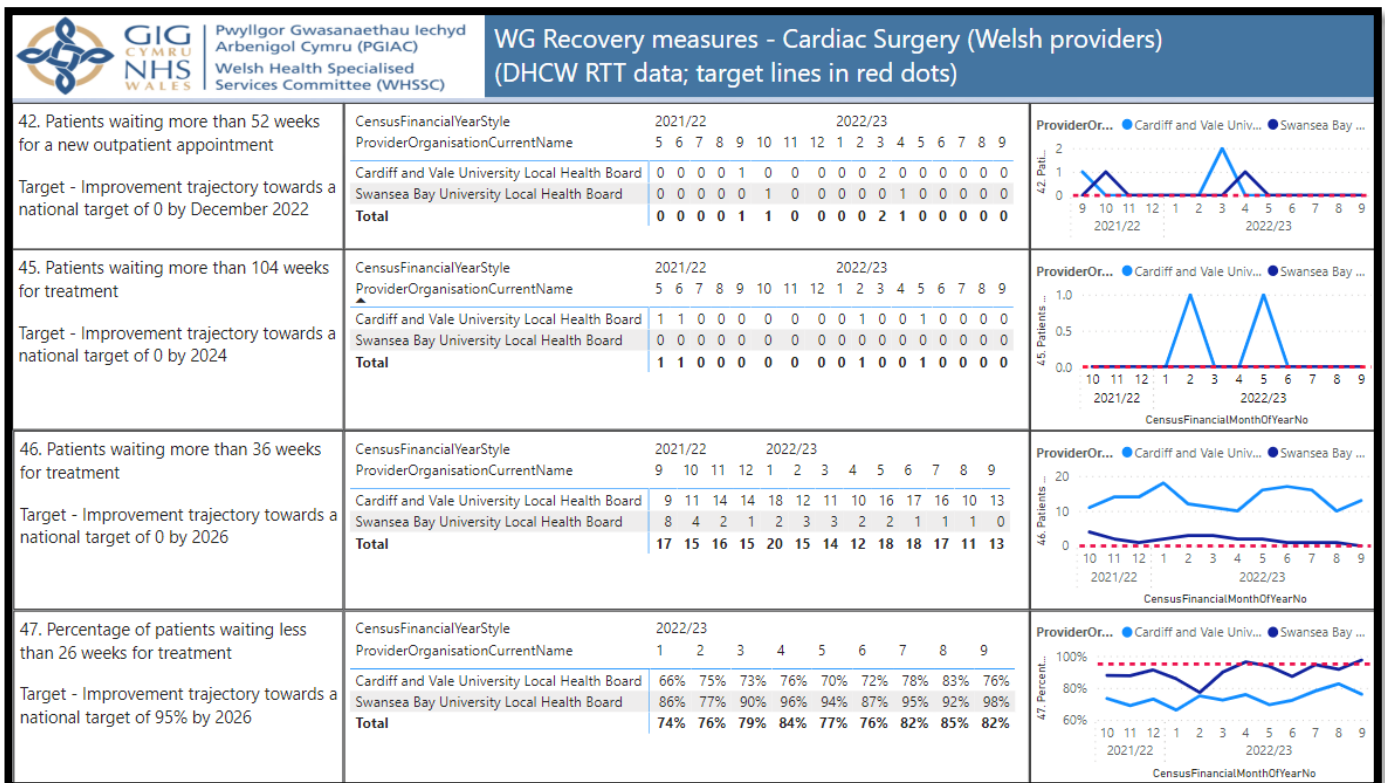 GIG
CYMRU
NHS
WALES
Pwyllgor Gwasanaethau Iechyd
Arbenigol Cymru (PGIAC)
Welsh Health Specialised
Services Committee (WHSSC)
WG Recovery measures - Cardiac Surgery (Welsh providers)
(DHCW RTT data; target lines in red dots)
42. Patients waiting more than 52 weeks
for a new outpatient appointment
Target - Improvement trajectory towards a
national target of 0 by December 2022
CensusFinancialYearStyle 2021/22 2022/23
ProviderOrganisationCurrentName 5 6 7 8 9 10 11 12 1 2 3 4 5 6 7 8 9
Cardiff and Vale University Local Health Board 0 0 0 0 1 0 0 0 0 0 2 0 0 0 0 0 0
Swansea Bay University Local Health Board 0 0 0 0 0 1 0 0 0 0 0 1 0 0 0 0 0
Total 0 0 0 0 1 1 0 0 0 0 2 1 0 0 0 0 0
ProviderOr... Cardiff and Vale Univ... Swansea Bay ...
42. Pati...
2
1
0
9 10 11 12 1 2 3 4 5 6 7 8 9
2021/22 2022/23
45. Patients waiting more than 104 weeks
for treatment
Target - Improvement trajectory towards a
national target of 0 by 2024
CensusFinancialYearStyle 2021/22 2022/23
ProviderOrganisationCurrentName 5 6 7 8 9 10 11 12 1 2 3 4 5 6 7 8 9
Cardiff and Vale University Local Health Board 1 1 0 0 0 0 0 0 0 1 0 0 1 0 0 0 0
Swansea Bay University Local Health Board 0 0 0 0 0 0 0 0 0 0 0 0 0 0 0 0 0
Total 1 1 0 0 0 0 0 0 0 1 0 0 1 0 0 0 0
ProviderOr... Cardiff and Vale Univ... Swansea Bay ...
45. Patients ...
1.0
0.5
0.0
10 11 12 1 2 3 4 5 6 7 8 9
2021/22 2022/23
CensusFinancialMonthOfYearNo
46. Patients waiting more than 36 weeks
for treatment
Target - Improvement trajectory towards a
national target of 0 by 2026
CensusFinancialYearStyle 2021/22 2022/23
ProviderOrganisationCurrentName 9 10 11 12 1 2 3 4 5 6 7 8 9
Cardiff and Vale University Local Health Board 9 11 14 14 18 12 11 10 16 17 16 10 13
Swansea Bay University Local Health Board 8 4 2 1 2 3 3 2 2 1 1 1 0
Total 17 15 16 15 20 15 14 12 18 18 17 11 13
ProviderOr... Cardiff and Vale Univ... Swansea Bay ...
46. Patients ...
20
10
0
10 11 12 1 2 3 4 5 6 7 8 9
2021/22 2022/23
CensusFinancialMonthOfYearNo
47. Percentage of patients waiting less
than 26 weeks for treatment
Target - Improvement trajectory towards a
national target of 95% by 2026
CensusFinancialYearStyle 2022/23
ProviderOrganisationCurrentName 1 2 3 4 5 6 7 8 9
Cardiff and Vale University Local Health Board 66% 75% 73% 76% 70% 72% 78% 83% 76%
Swansea Bay University Local Health Board 86% 77% 90% 96% 94% 87% 95% 92% 98%
Total 74% 76% 79% 84% 77% 76% 82% 85% 82%
ProviderOr... Cardiff and Vale Univ... Swansea Bay ...
47. Percent...
100%
80%
60%
10 11 12 1 2 3 4 5 6 7 8 9
2021/22 2022/23
CensusFinancialMonthOfYearNo